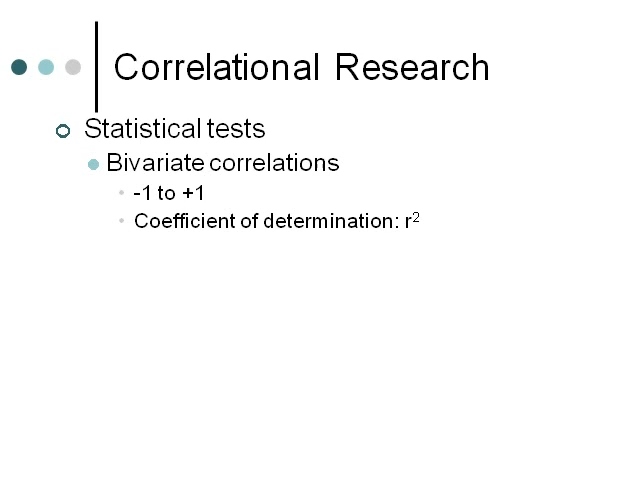 Correlational Research
Statistical tests
Bivariate correlations
-1 to +1
Coefficient of determination: r²